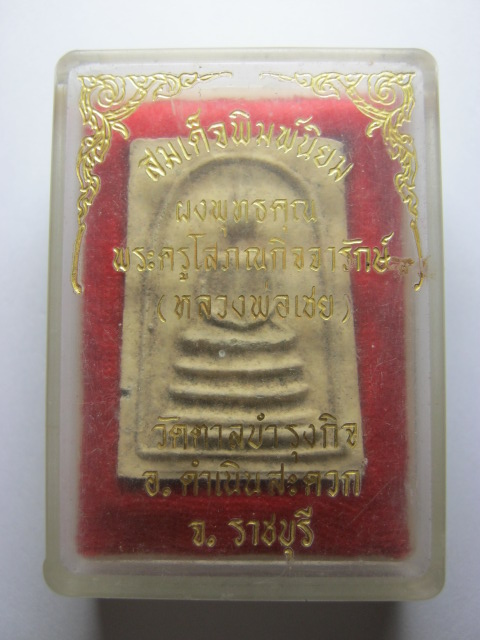 สมเด็จพิมพ์นิยม
ผงพุทธคุณ
พระครูโสภณกิจจารักษ์
(หลวงพ่อเชย)
วัดตาลบำรุงกิจ
อ. ดำเนินสะดวก
จ. ราชบุรี